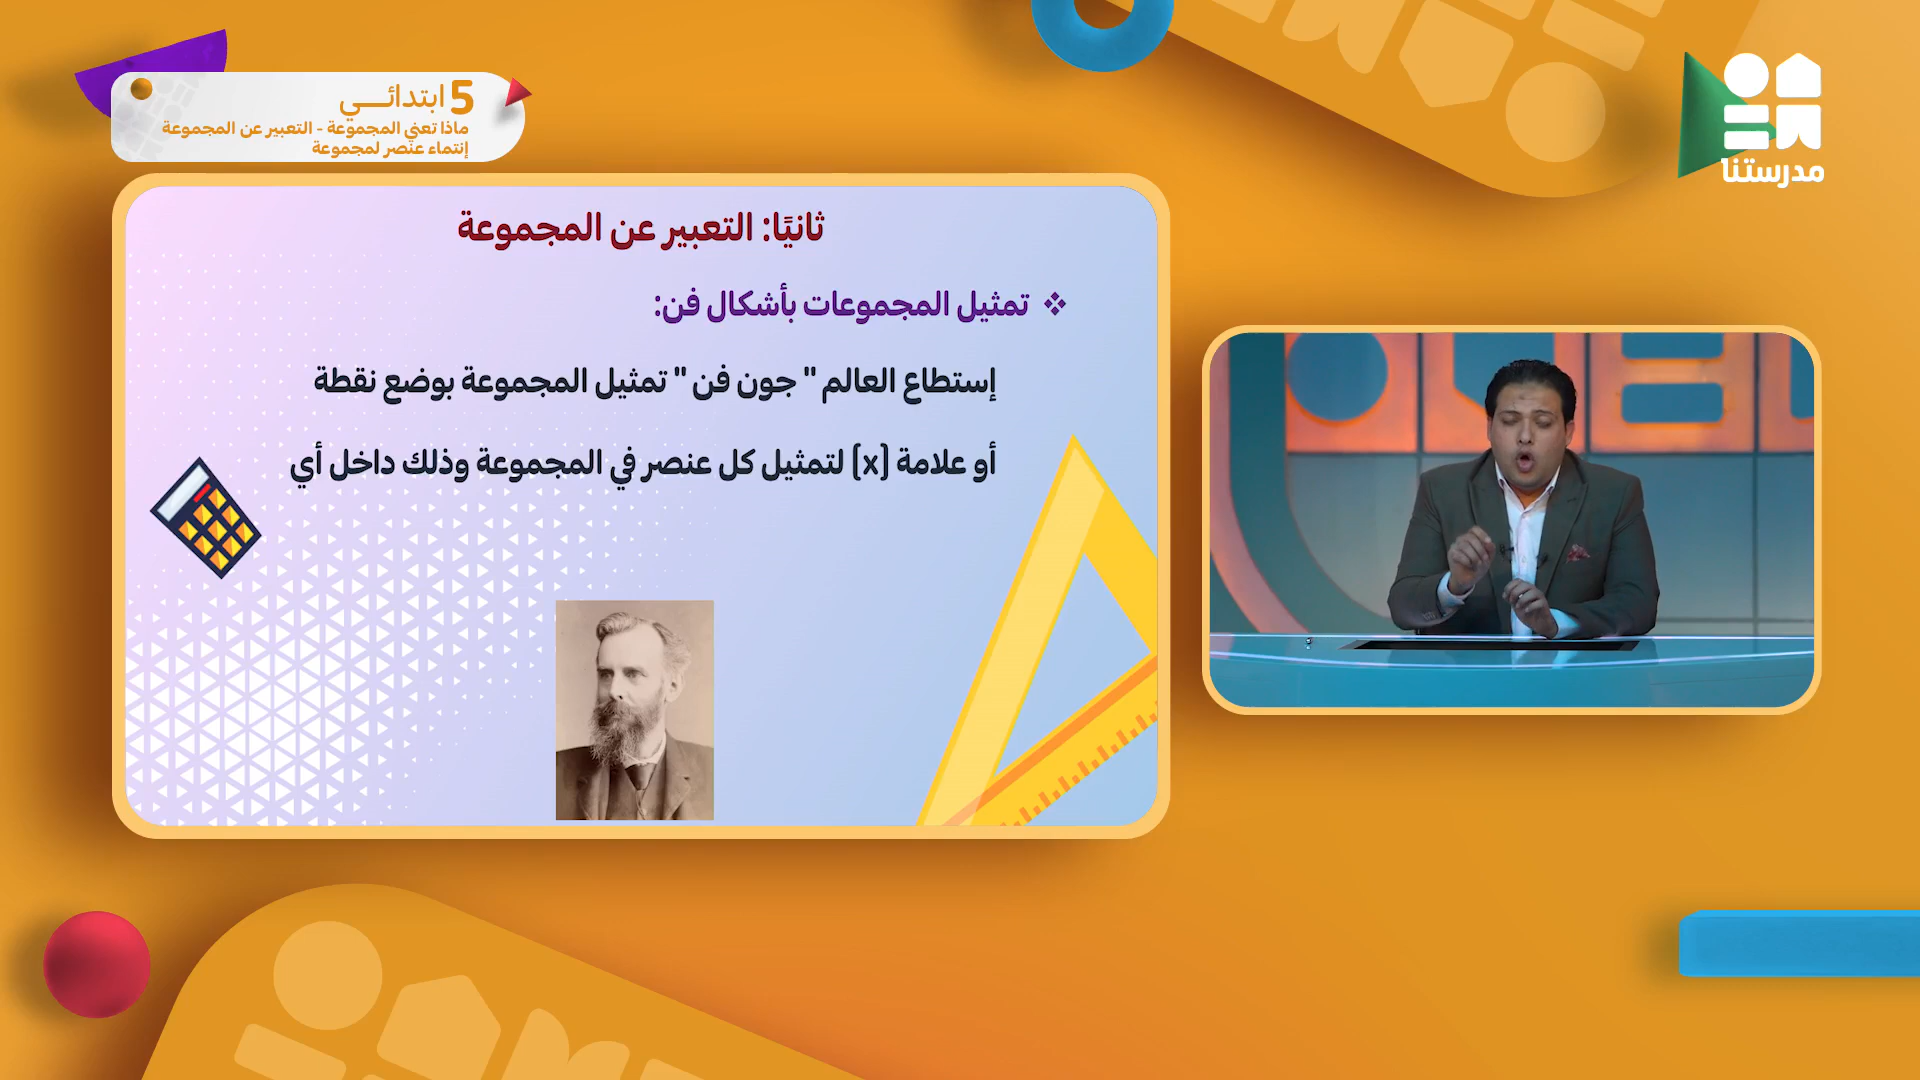 5 ابتدائـــي
ماذا تعني المجموعة - التعبير عن المجموعة
إنتماء عنصر لمجموعة
مدرستنا
ثانيًا: التعبير عن المجموعة
❖ تمثيل المجموعات بأشكال فن:
إستطاع العالم " جون فن " تمثيل المجموعة بوضع نقطة
أو علامة (x) لتمثيل كل عنصر في المجموعة وذلك داخل أي